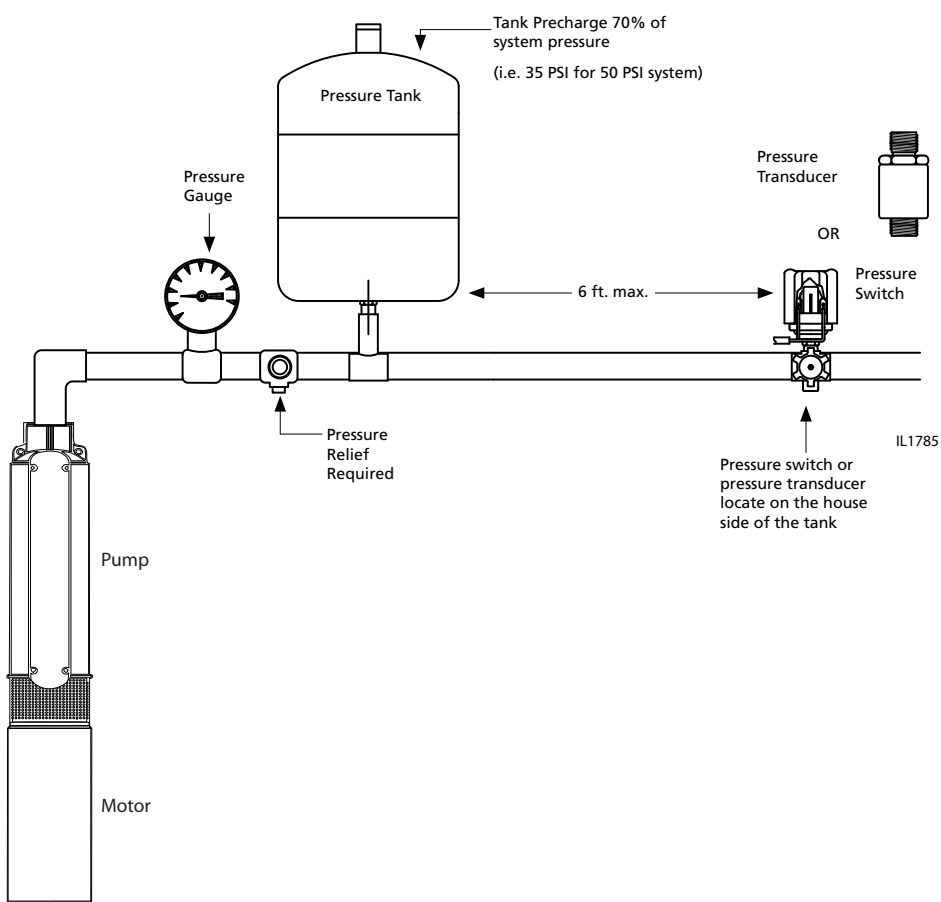 Tank Precharge 70% of
system pressure
(i.e. 35 PSI for 50 PSI system)
Pressure Tank
Pressure
Gauge
Pressure
Transducer
OR
Pressure
Switch
6 ft. max.
Pressure
Relief
Required
IL1785
Pressure switch or
pressure transducer
locate on the house
side of the tank
Pump
Motor